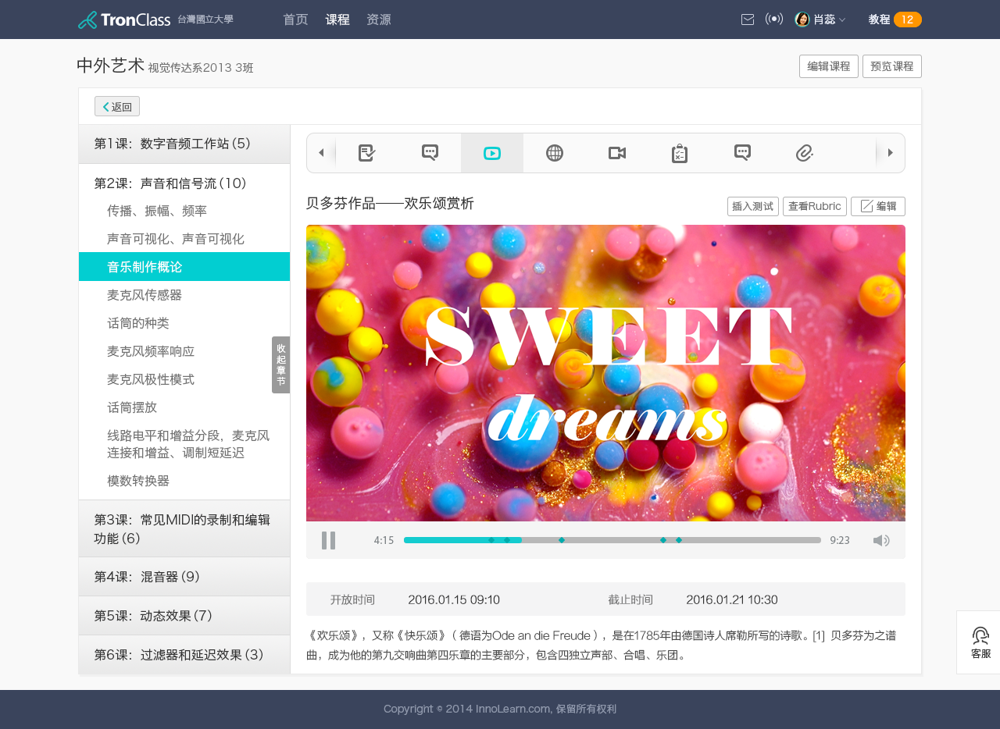 TronClass 台灣國立大學 首页 课程 资源 肖蕊 教程 12
中外艺术 视觉传达系2013 3班 编辑课程 预览课程
返回
第1课：数字音频工作站 (5)
第2课：声音和信号流 (10)
传播、振幅、频率
声音可视化、声音可视化
音乐制作概论
麦克风传感器
话筒的种类
麦克风频率响应
麦克风极性模式
话筒摆放
线路电平和增益分段，麦克风
连接和增益、调制短延迟
模数转换器
第3课：常见MIDI的录制和编辑
功能 (6)
第4课：混音器 (9)
第5课：动态效果 (7)
第6课：过滤器和延迟效果 (3)
收起章节
贝多芬作品——欢乐颂赏析 插入测试 查看Rubric 编辑
SWEET
dreams
4:15 9:23
开放时间 2016.01.15 09:10 截止时间 2016.01.21 10:30
《欢乐颂》，又称《快乐颂》（德语为Ode an die Freude），是在1785年由德国诗人席勒所写的诗歌。[1] 贝多芬为之谱
曲，成为他的第九交响曲第四乐章的主要部分，包含四独立声部、合唱、乐团。
客服
Copyright © 2014 InnoLearn.com, 保留所有权利